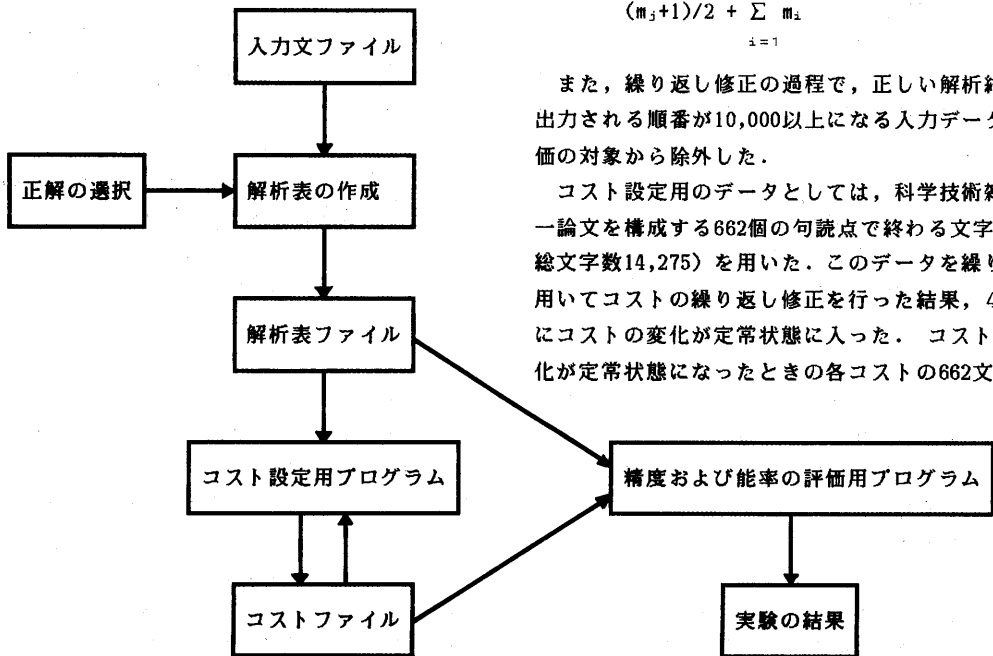 (mⱼ+1)/2 + Σ mᵢ
i=1
また，繰り返し修正の過程で，正しい解析
出力される順番が10,000以上になる入力データ
価の対象から除外した．
コスト設定用のデータとしては，科学技術
一論文を構成する662個の句読点で終わる文字
総文字数14,275）を用いた．このデータを繰り
用いてコストの繰り返し修正を行った結果，4
にコストの変化が定常状態に入った． コスト
化が定常状態になったときの各コストの662文
入力文ファイル
正解の選択
解析表の作成
解析表ファイル
コスト設定用プログラム
精度および能率の評価用プログラム
コストファイル
実験の結果